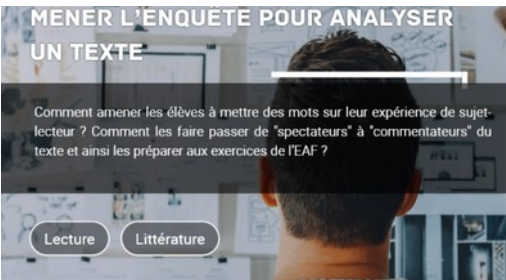 MENER L'ENQUÊTE POUR ANALYSER
UN TEXTE
Comment amener les élèves à mettre des mots sur leur expérience de sujet-
lecteur ? Comment les faire passer de "spectateurs" à "commentateurs" du
texte et ainsi les préparer aux exercices de l'EAF ?
Lecture
Littérature